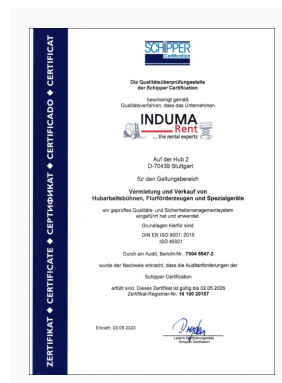 SCHIPPER
Certification
Die Qualitätsüberprüfungsstelle
der Schipper Certification
bescheinigt gemäß
Qualitätsverfahren, dass das Unternehmen
INDUMA
Rent
... the rental experts
Auf der Hub 2
D-70439 Stuttgart
für den Geltungsbereich
Vermietung und Verkauf von
Hubarbeitsbühnen, Flurförderzeugen und Spezialgeräte
ein geprüftes Qualitäts- und Sicherheitsmanagementsystem
eingeführt hat und anwendet.
Grundlagen hierfür sind:
DIN EN ISO 9001: 2015
ISO 45001
Durch ein Audit, Bericht-Nr. 7004 5547-2
wurde der Nachweis erbracht, dass die Auditanforderungen der
Schipper Certification
erfüllt sind. Dieses Zertifikat ist gültig bis 02.05.2026
Zertifikat-Registrier-Nr. 16 100 20157
Erkrath, 03.05.2023
Schipper Certification
ZERTIFIKAT ◆ CERTIFICATE ◆ СЕРТИФИКАТ ◆ CERTIFICADO ◆ CERTIFICAT